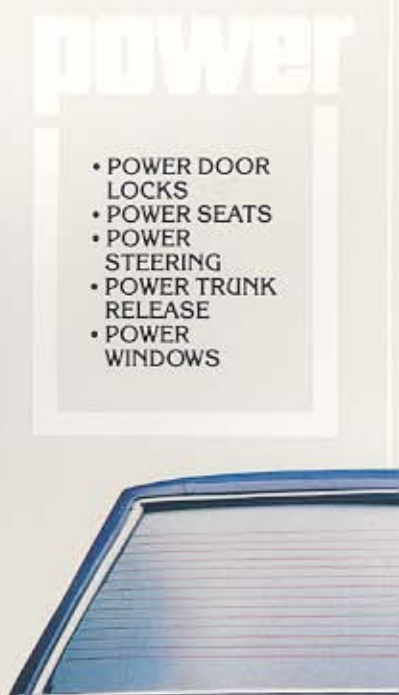 power
• POWER DOOR
LOCKS
• POWER SEATS
• POWER
STEERING
• POWER TRUNK
RELEASE
• POWER
WINDOWS